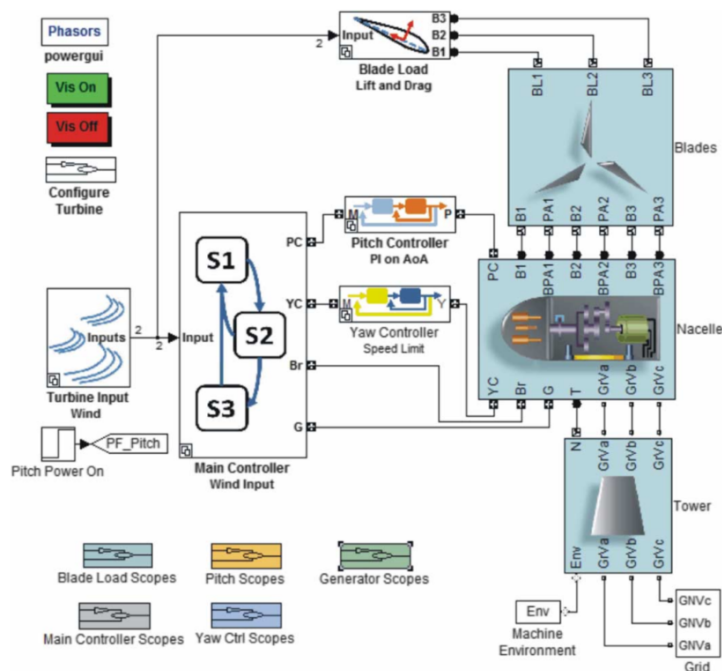 Phasors
powergui
Vis On
Vis Off
Configure
Turbine
2
Input
B3
B2
B1
Blade Load
Lift and Drag
BL1
BL2
BL3
Blades
B1
PA1
B2
PA2
B3
PA3
M
P
Pitch Controller
PI on AoA
PC
YC
Br
G
S1
S2
S3
Input
Main Controller
Wind Input
M
Y
Yaw Controller
Speed Limit
PC
B1
BPA1
B2
BPA2
B3
BPA3
Nacelle
YC
Br
G
T
GrVa
GrVb
GrVc
Inputs
2
2
Turbine Input
Wind
PF_Pitch
Pitch Power On
N
GrVa
GrVb
GrVc
Tower
Env
GrVa
GrVb
GrVc
Blade Load Scopes
Pitch Scopes
Generator Scopes
Main Controller Scopes
Yaw Ctrl Scopes
Env
Machine
Environment
GNVc
GNVb
GNVa
Grid